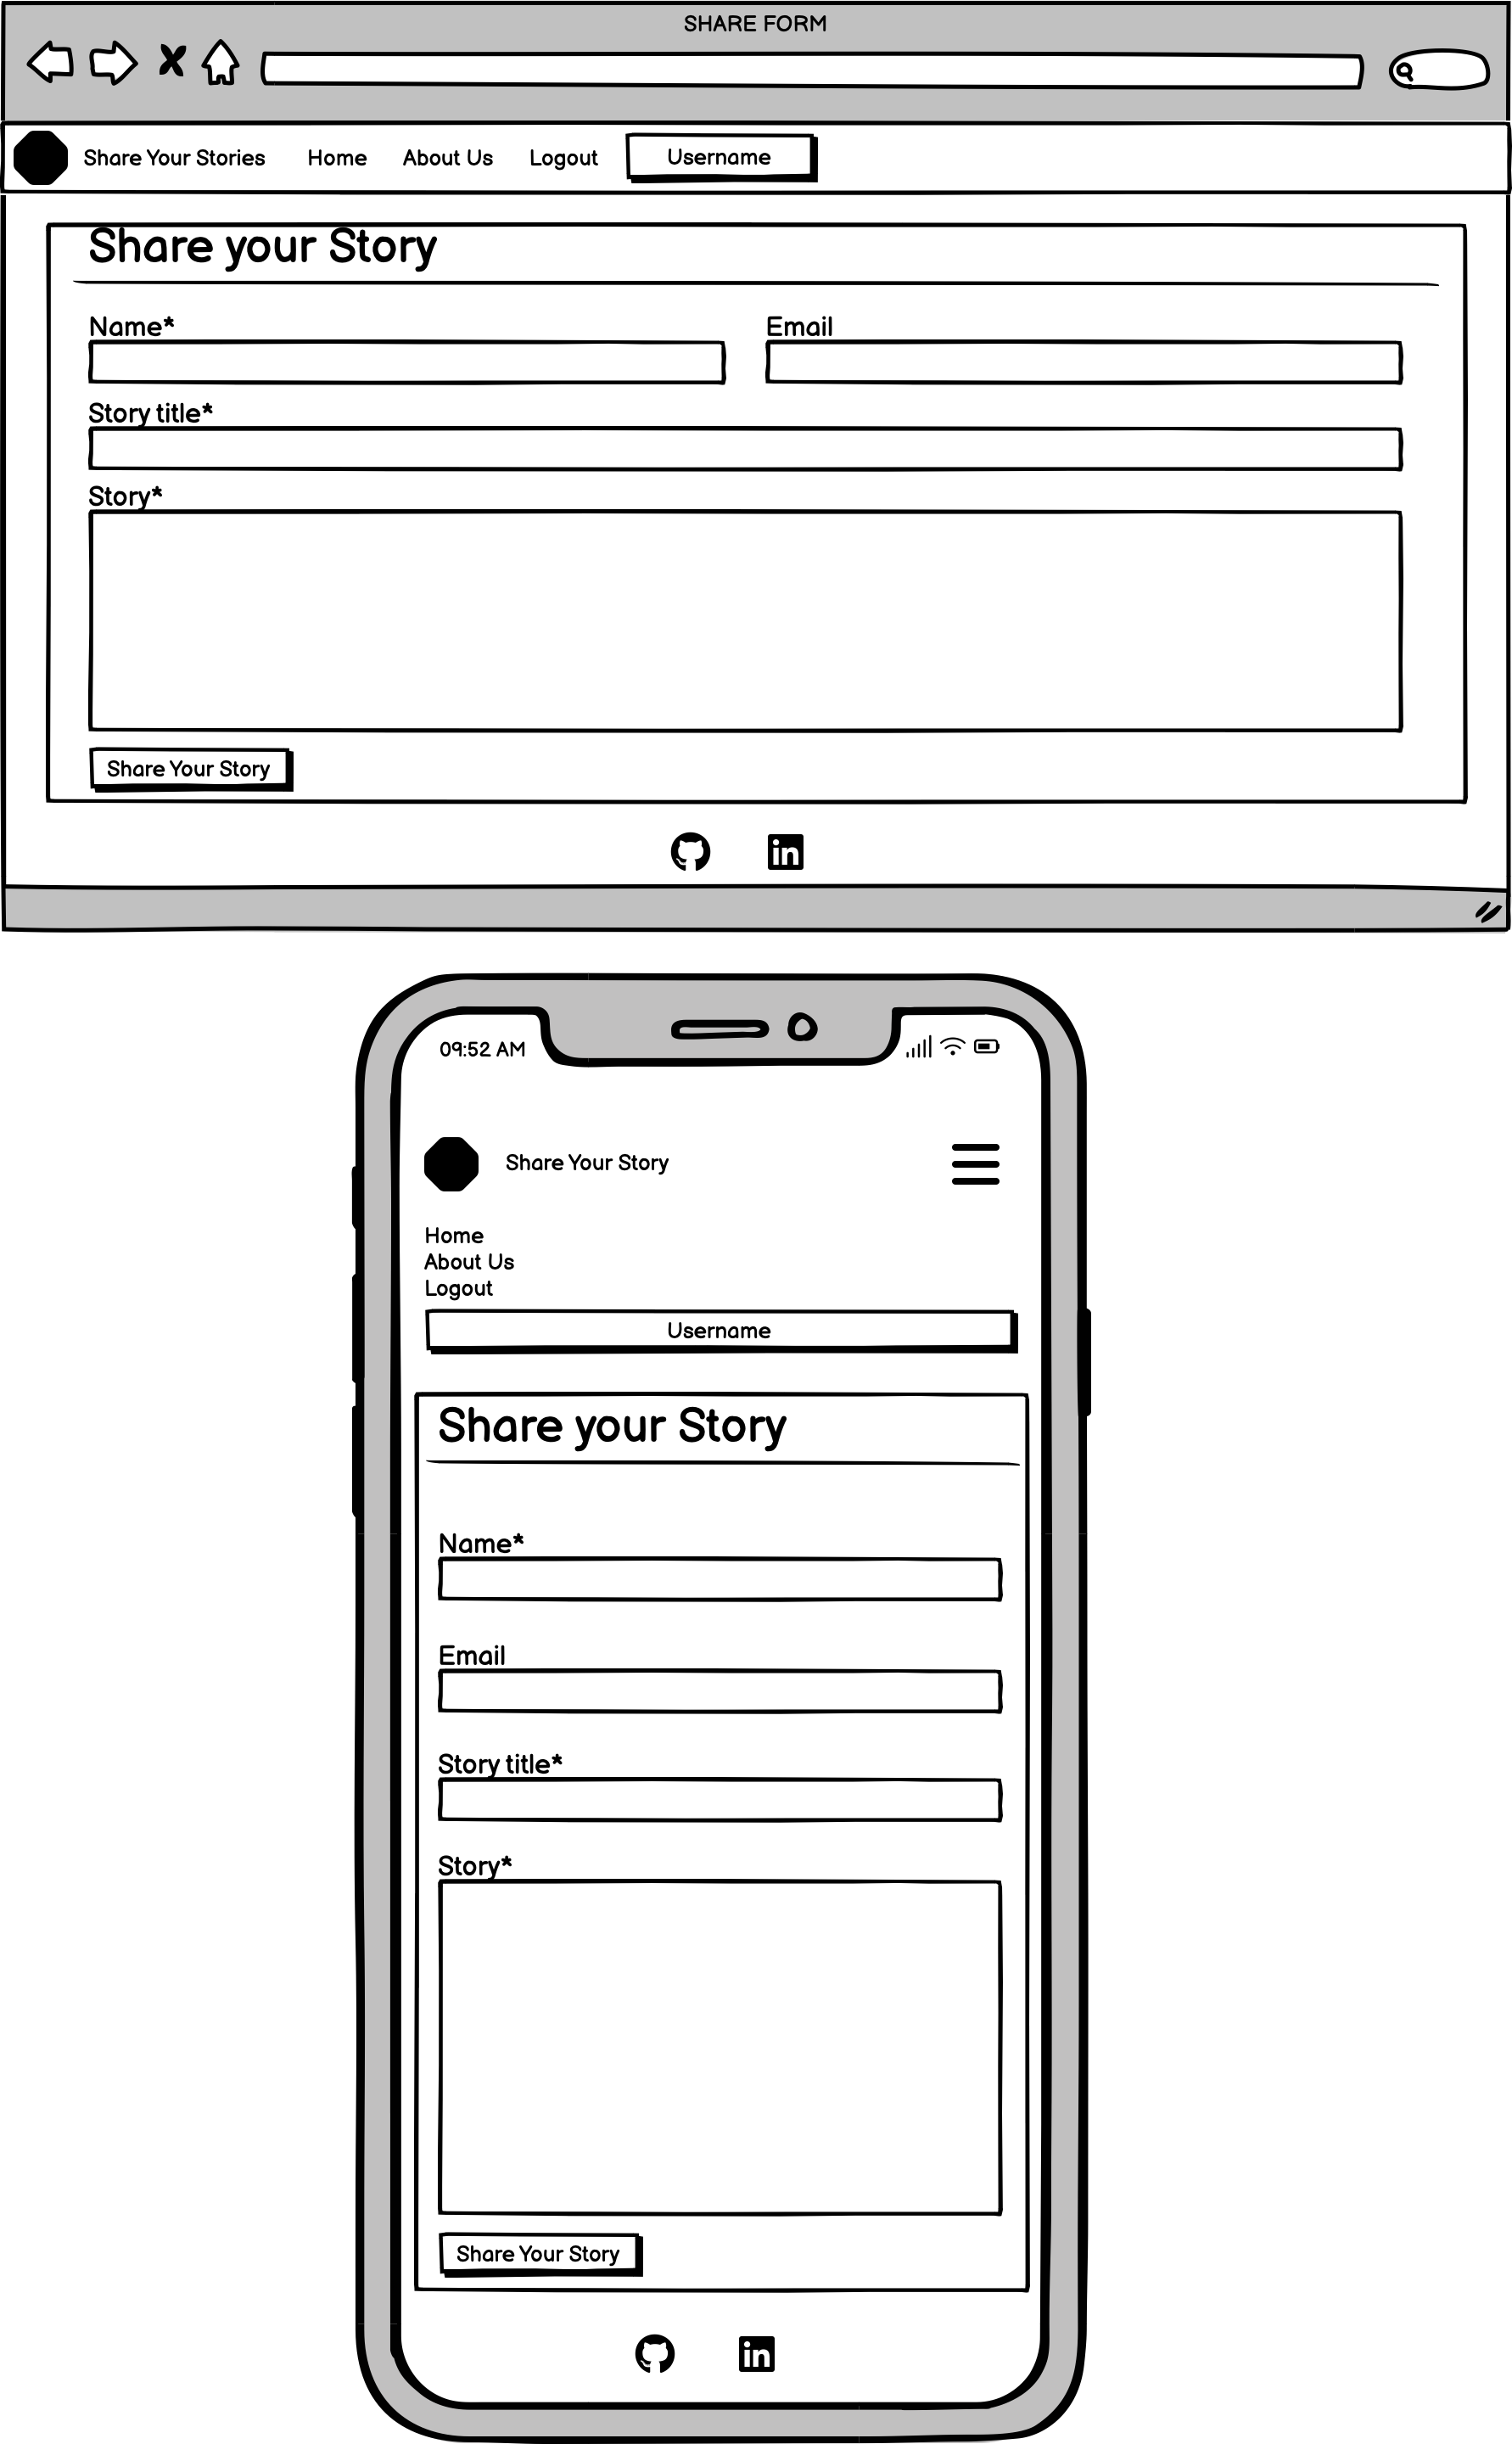 SHARE FORM
Share Your Stories Home About Us Logout Username
Share your Story
Name* Email
Story title*
Story*
Share Your Story
in
09:52 AM
Share Your Story
Home
About Us
Logout
Username
Share your Story
Name*
Email
Story title*
Story*
Share Your Story
in